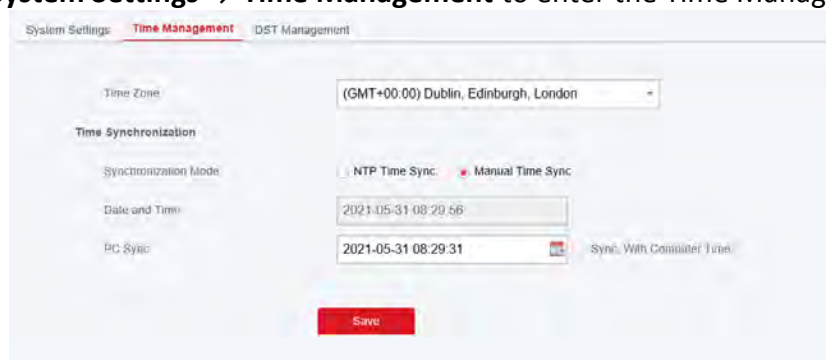 ystem Settings → Time Management to enter the Time Manag
System Settings Time Management DST Management
Time Zone (GMT+00:00) Dublin, Edinburgh, London
Time Synchronization
Synchronization Mode NTP Time Sync. Manual Time Sync
Date and Time 2021-05-31 08:29:56
PC Sync 2021-05-31 08:29:31 Sync. With Computer Time
Save